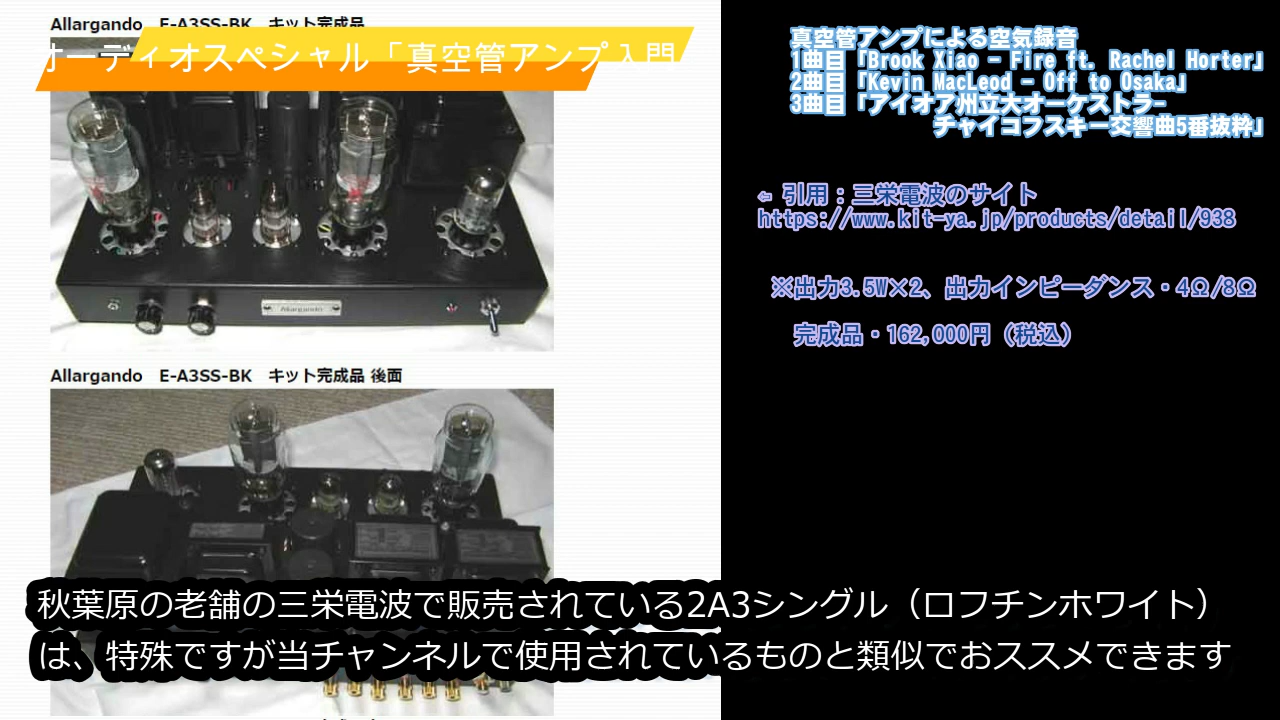 Allargando E-A3SS-BK キット完成品
オーディオスペシャル「真空管アンプ入門」
真空管アンプによる空気録音
1曲目「Brook Xiao - Fire ft. Rachel Horter」
2曲目「Kevin MacLeod - Off to Osaka」
3曲目「アイオア州立大オーケストラ-
チャイコフスキー交響曲5番抜粋」
⇦ 引用：三栄電波のサイト
https://www.kit-ya.jp/products/detail/938
※出力3.5W×2、出力インピーダンス・4Ω/8Ω
完成品・162,000円（税込）
Allargando
Allargando E-A3SS-BK キット完成品 後面
秋葉原の老舗の三栄電波で販売されている2A3シングル（ロフチンホワイト）
は、特殊ですが当チャンネルで使用されているものと類似でおススメできます